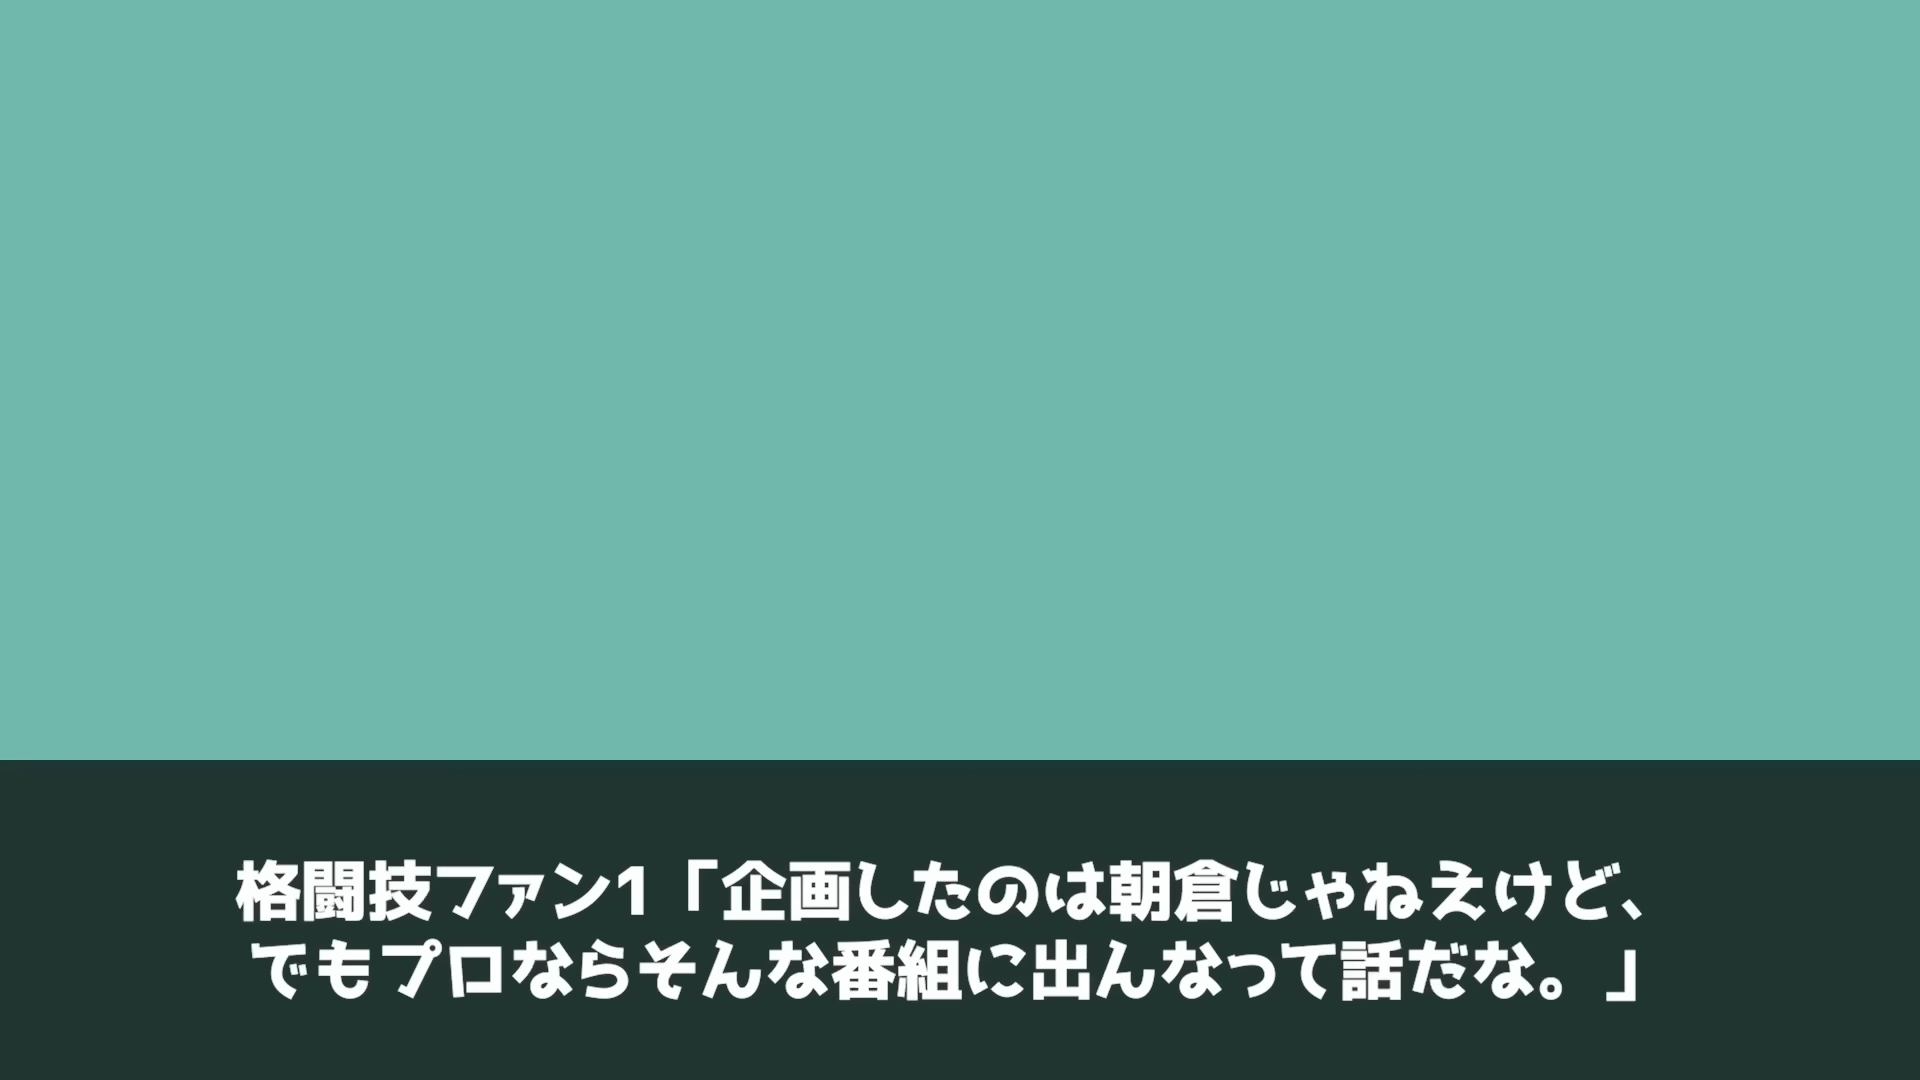 格闘技ファン1「企画したのは朝倉じゃねえけど、
でもプロならそんな番組に出んなって話だな。」